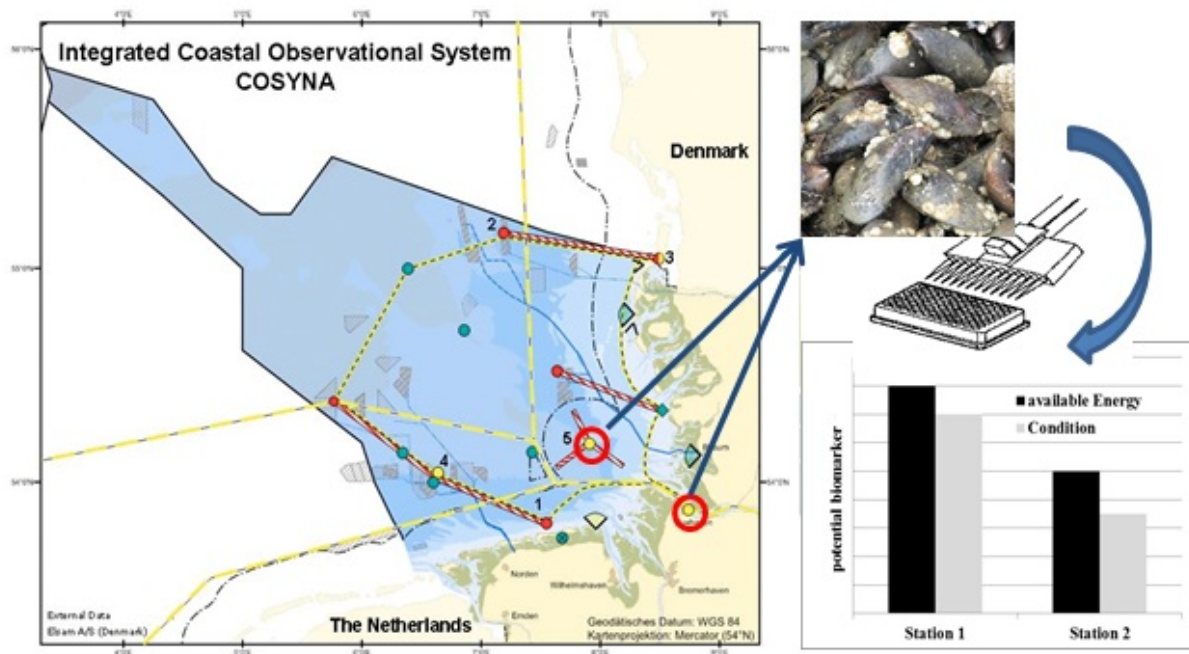 Integrated Coastal Observational System
COSYNA
Denmark
2
3
5
4
1
Norden
Wilhelmshaven
Bremerhaven
Emden
External Data
Elsam A/S (Denmark)
The Netherlands
Geodätisches Datum: WGS 84
Kartenprojektion: Mercator (54°N)
potential biomarker
available Energy
Condition
Station 1
Station 2